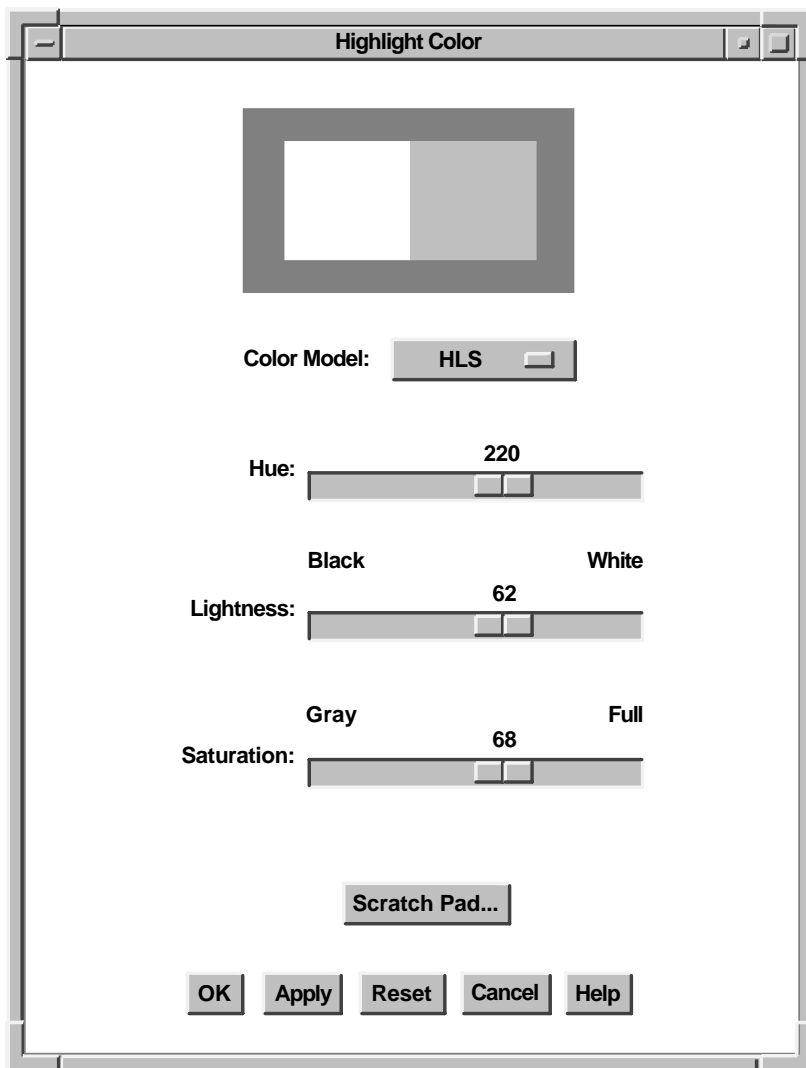 Highlight Color
Color Model: HLS
220
Hue:
Black White
62
Lightness:
Gray Full
68
Saturation:
Scratch Pad...
OK Apply Reset Cancel Help